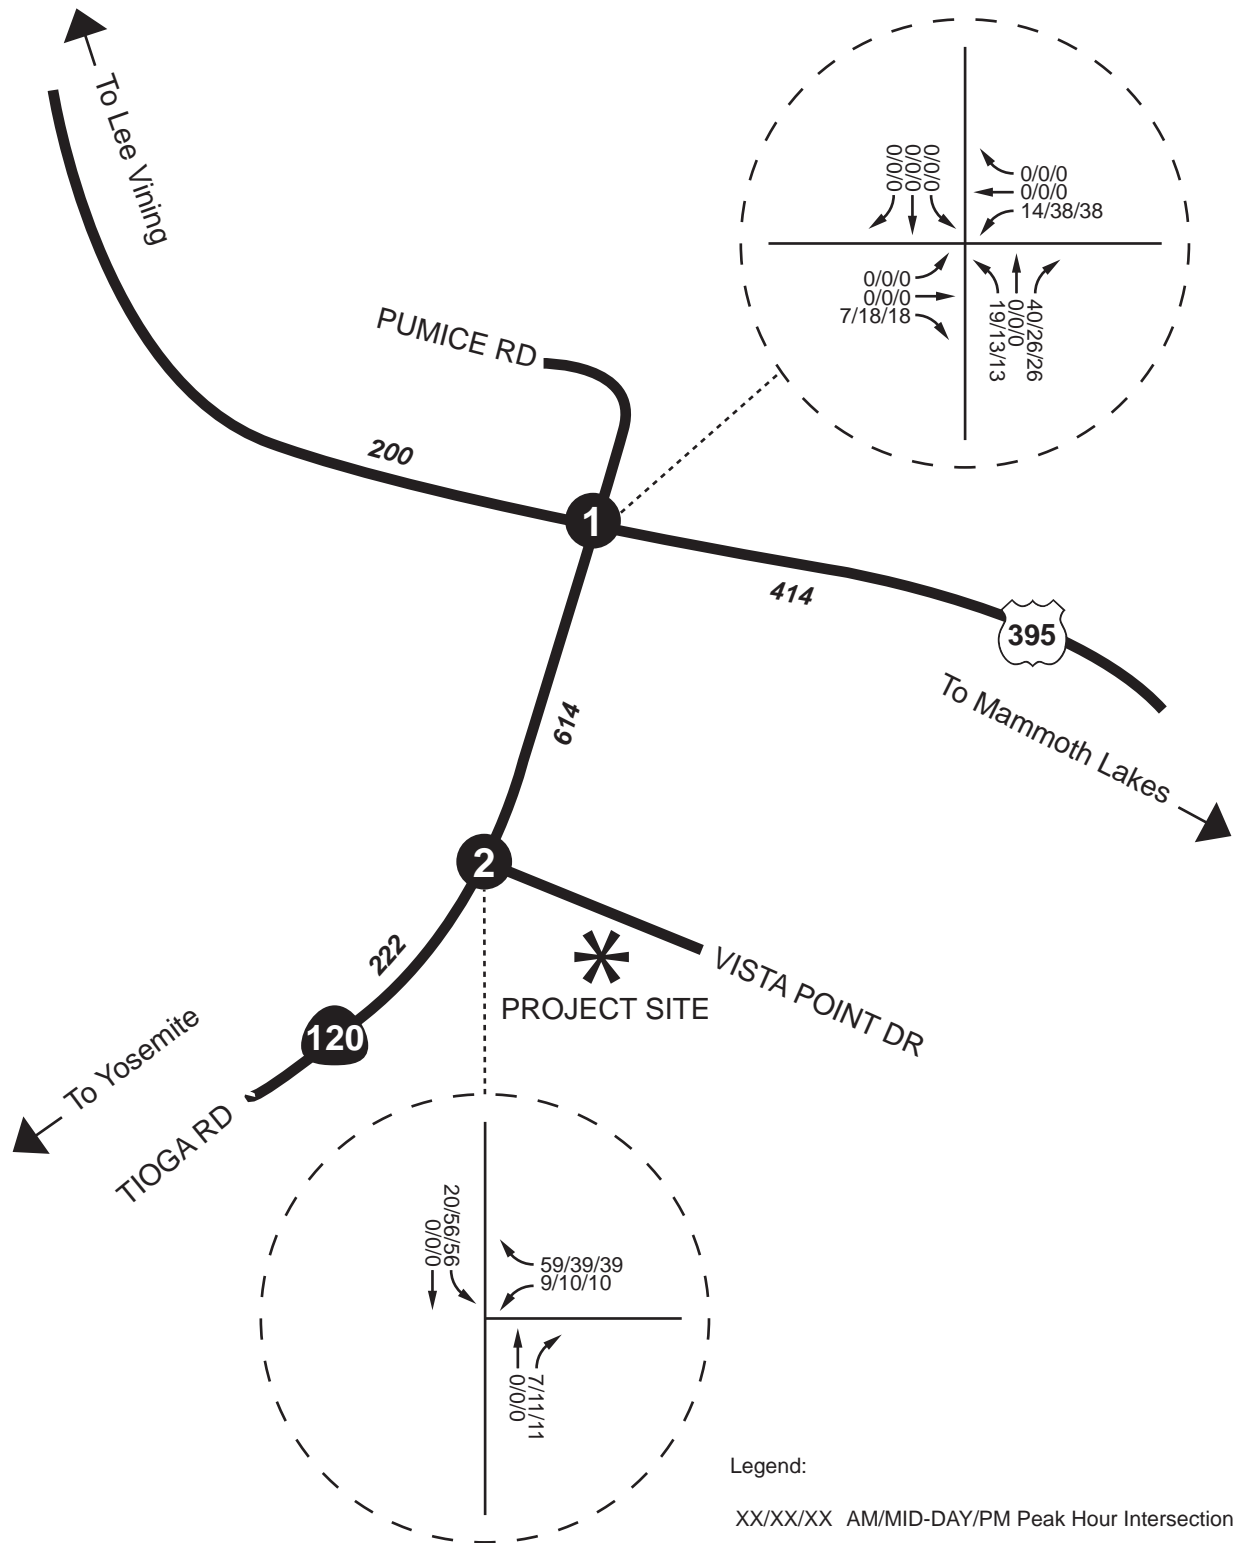 To Lee Vining
0/0/0
0/0/0
0/0/0
0/0/0
0/0/0
14/38/38
0/0/0
0/0/0
7/18/18
40/26/26
0/0/0
19/13/13
PUMICE RD
200
1
414
395
To Mammoth Lakes
614
2
222
PROJECT SITE
VISTA POINT DR
120
To Yosemite
TIOGA RD
20/56/56
0/0/0
59/39/39
9/10/10
7/11/11
0/0/0
Legend:
XX/XX/XX AM/MID-DAY/PM Peak Hour Intersection